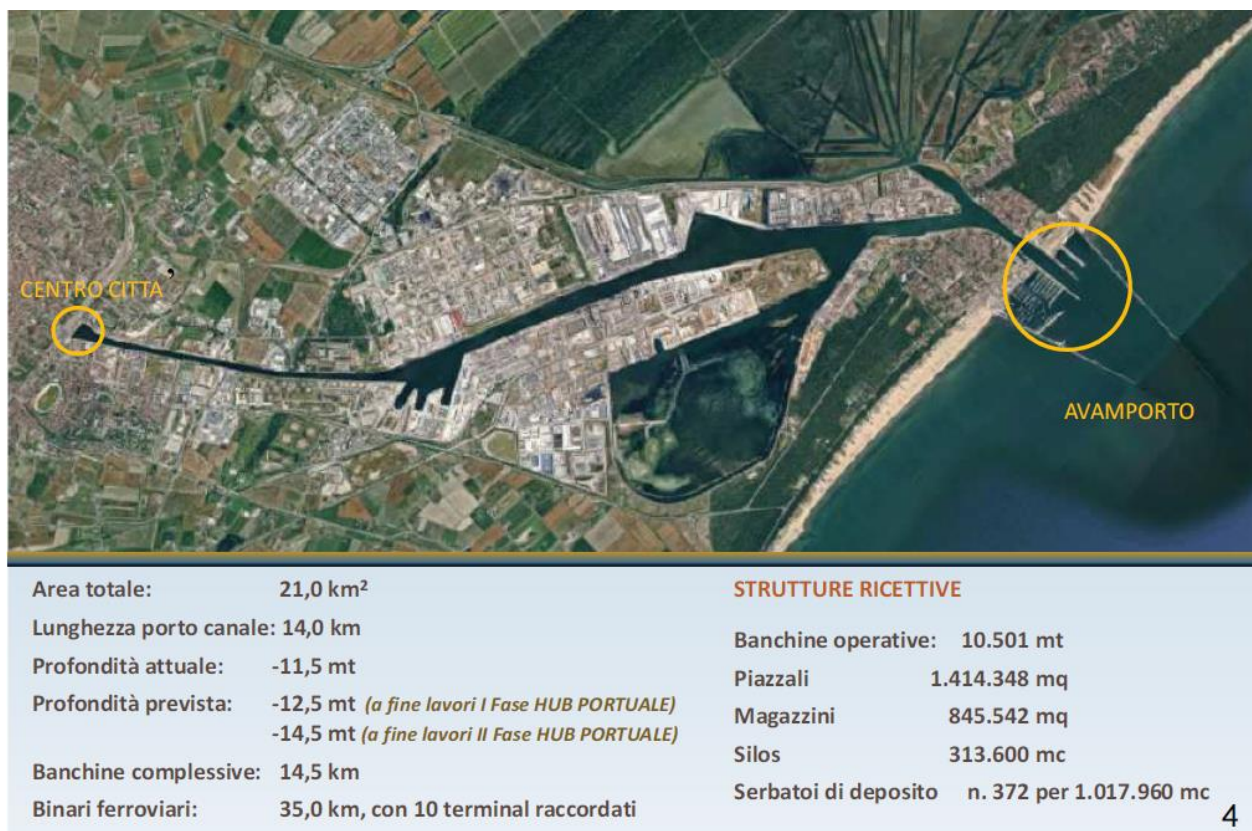 CENTRO CITTA’
AVAMPORTO
Area totale: 21,0 km²
Lunghezza porto canale: 14,0 km
Profondità attuale: -11,5 mt
Profondità prevista: -12,5 mt (a fine lavori I Fase HUB PORTUALE)
-14,5 mt (a fine lavori II Fase HUB PORTUALE)
Banchine complessive: 14,5 km
Binari ferroviari: 35,0 km, con 10 terminal raccordati
STRUTTURE RICETTIVE
Banchine operative: 10.501 mt
Piazzali 1.414.348 mq
Magazzini 845.542 mq
Silos 313.600 mc
Serbatoi di deposito n. 372 per 1.017.960 mc
4